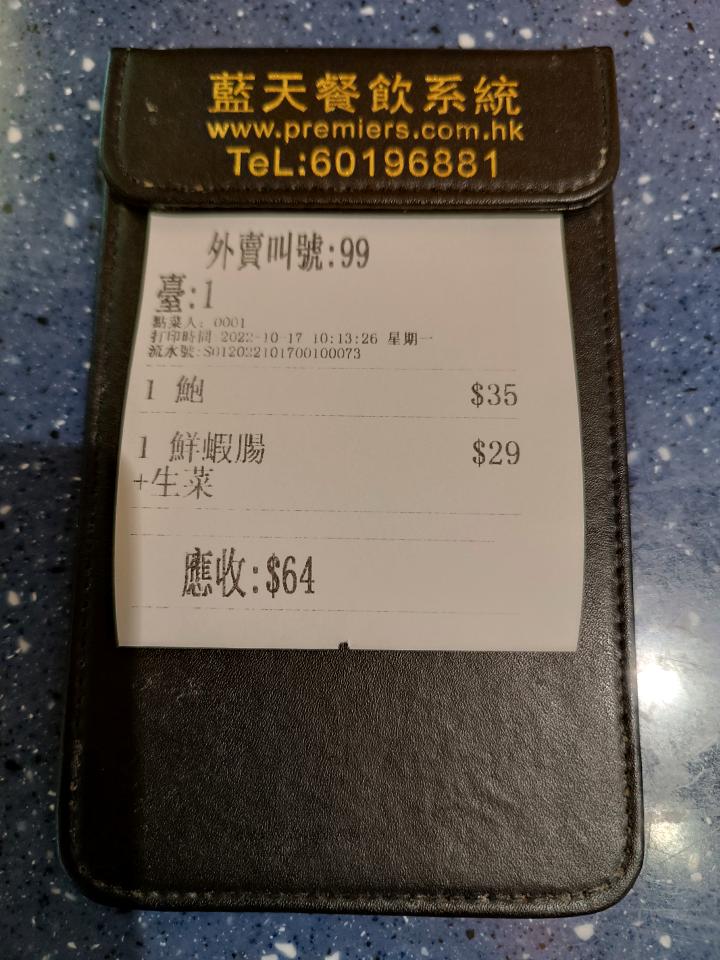 藍天餐飲系統
www.premiers.com.hk
TeL:60196881
外賣叫號:99
臺:1
點菜人: 0001
打印時間 2022-10-17 10:13:26 星期一
流水號:S012022101700100073
1 鮑 $35
1 鮮蝦腸 $29
+生菜
應收:$64